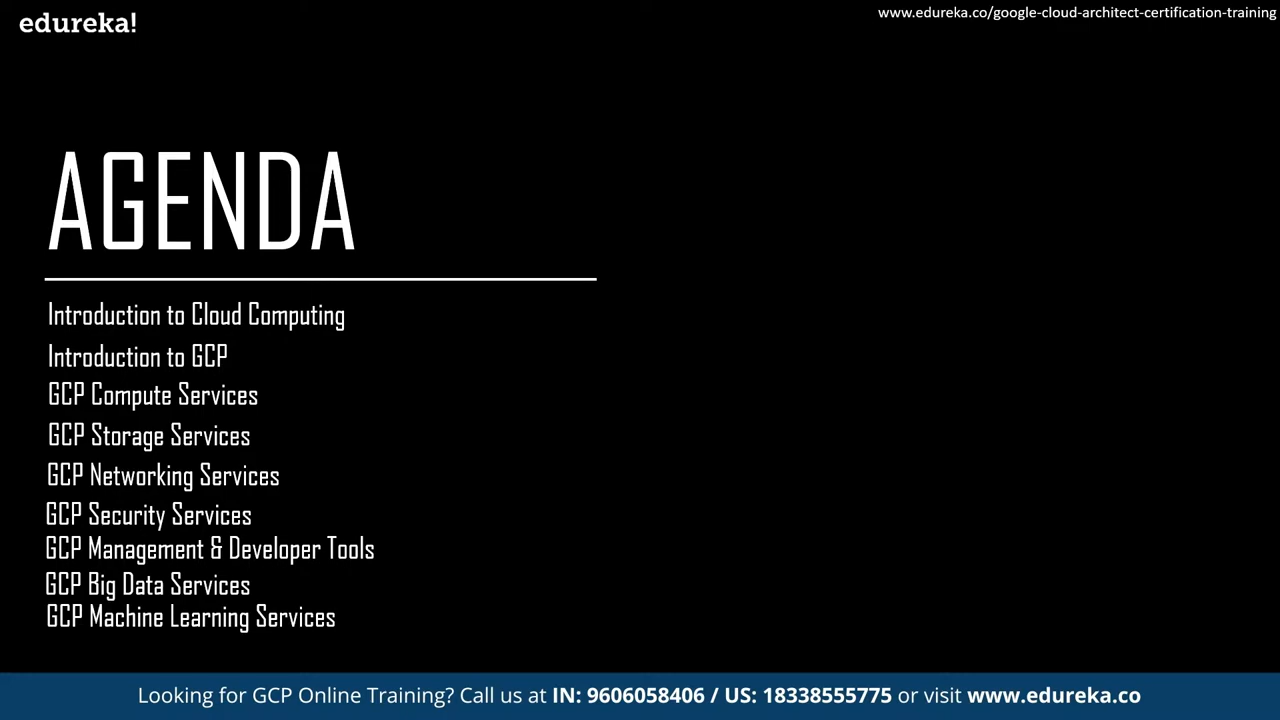 edureka!
www.edureka.co/google-cloud-architect-certification-training
AGENDA
Introduction to Cloud Computing
Introduction to GCP
GCP Compute Services
GCP Storage Services
GCP Networking Services
GCP Security Services
GCP Management & Developer Tools
GCP Big Data Services
GCP Machine Learning Services
Looking for GCP Online Training? Call us at IN: 9606058406 / US: 18338555775 or visit www.edureka.co